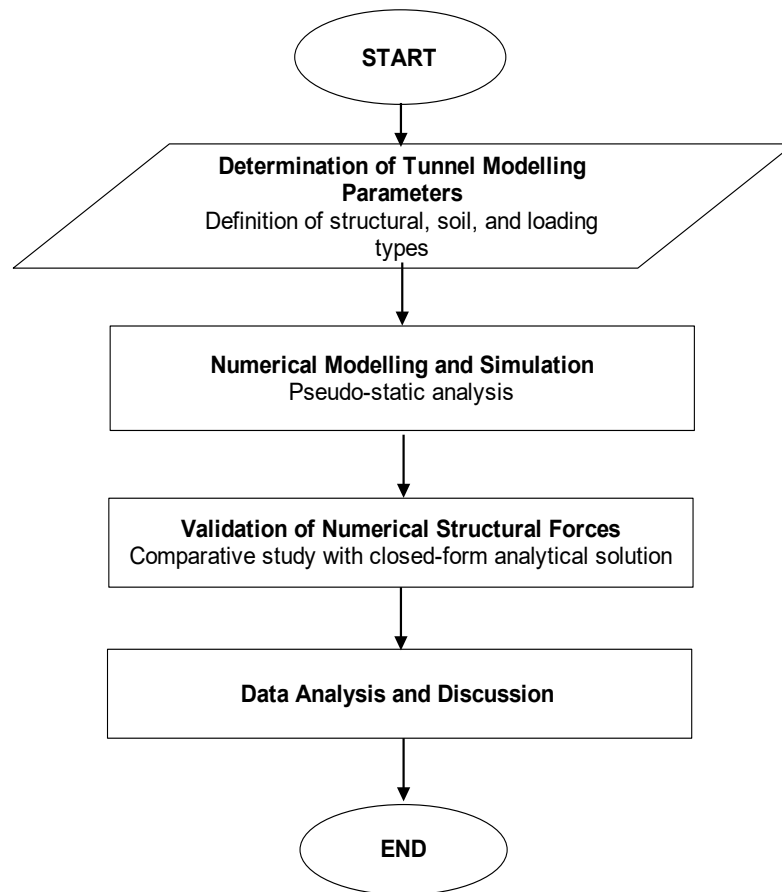 START
Determination of Tunnel Modelling
Parameters
Definition of structural, soil, and loading
types
Numerical Modelling and Simulation
Pseudo-static analysis
Validation of Numerical Structural Forces
Comparative study with closed-form analytical solution
Data Analysis and Discussion
END